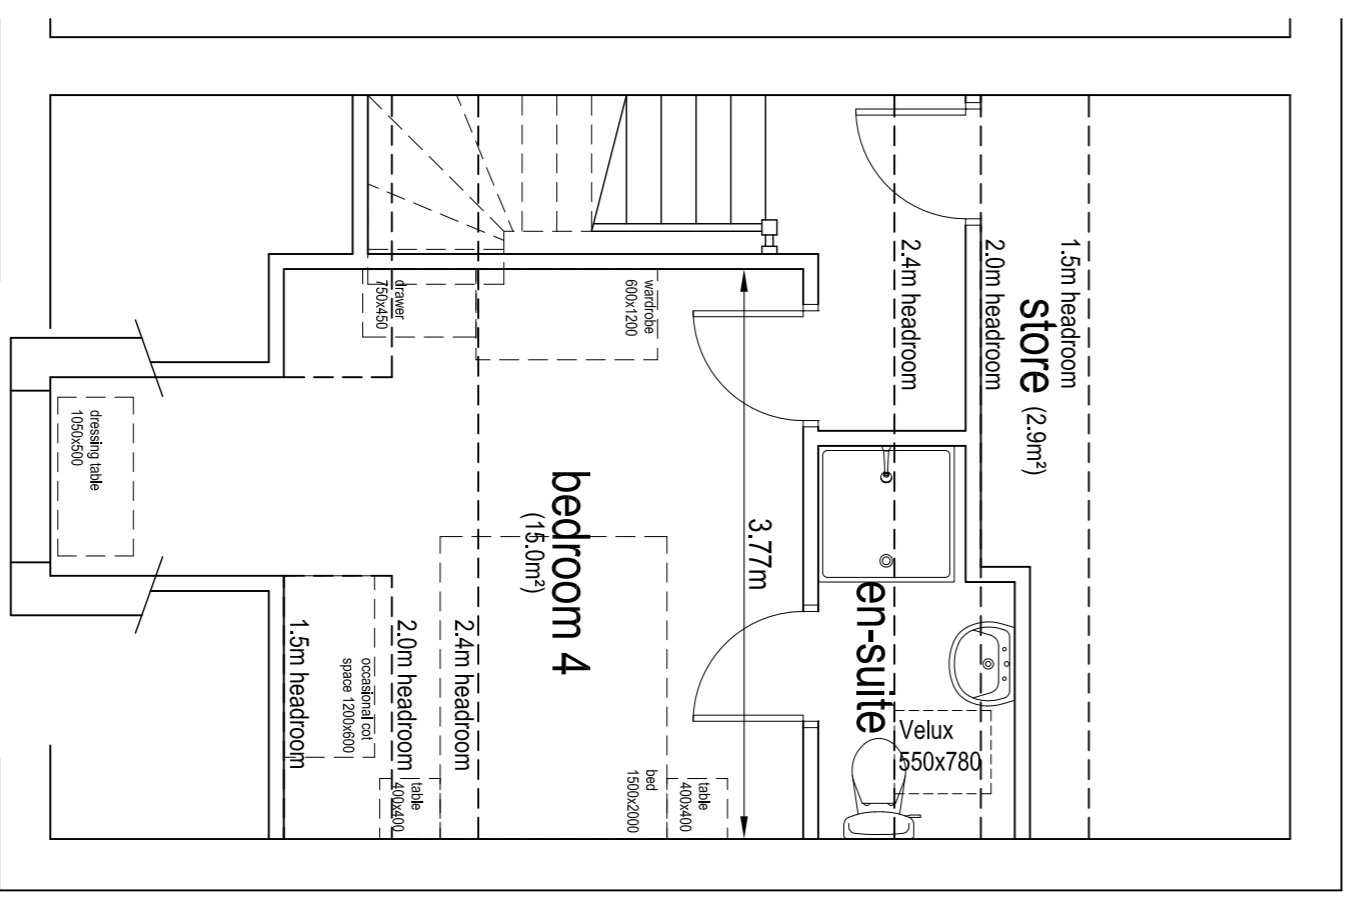 drawer
750x450
wardrobe
600x1200
2.4m headroom
2.0m headroom
1.5m headroom
store (2.9m²)
dressing table
1050x500
bedroom 4
(15.0m²)
3.77m
en-suite
Velux
550x780
1.5m headroom
occasional cot
space 1200x600
2.0m headroom
2.4m headroom
table
400x400
bed
1500x2000
table
400x400